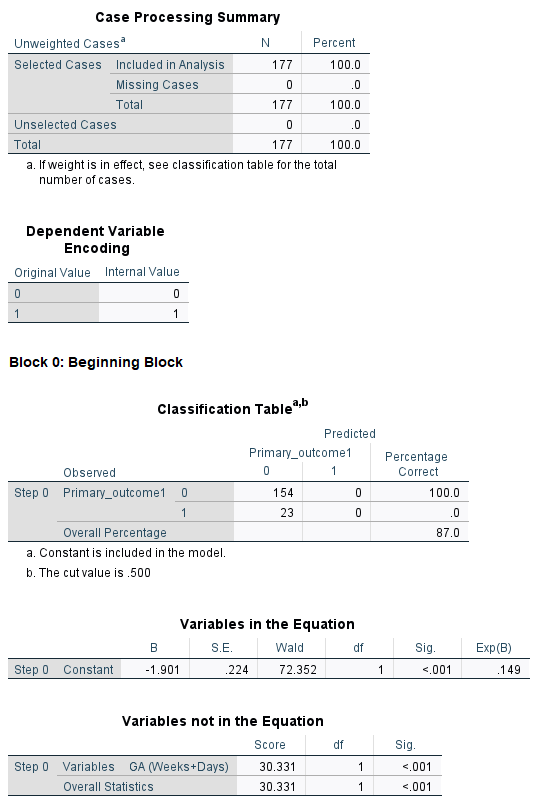 Case Processing Summary
Unweighted Casesa N Percent
Selected Cases Included in Analysis 177 100.0
Missing Cases 0 .0
Total 177 100.0
Unselected Cases 0 .0
Total 177 100.0
a. If weight is in effect, see classification table for the total
number of cases.
Dependent Variable
Encoding
Original Value Internal Value
0 0
1 1
Block 0: Beginning Block
Classification Tablea,b
Predicted
Primary_outcome1 Percentage
Observed 0 1 Correct
Step 0 Primary_outcome1 0 154 0 100.0
1 23 0 .0
Overall Percentage 87.0
a. Constant is included in the model.
b. The cut value is .500
Variables in the Equation
B S.E. Wald df Sig. Exp(B)
Step 0 Constant -1.901 .224 72.352 1 <.001 .149
Variables not in the Equation
Score df Sig.
Step 0 Variables GA (Weeks+Days) 30.331 1 <.001
Overall Statistics 30.331 1 <.001